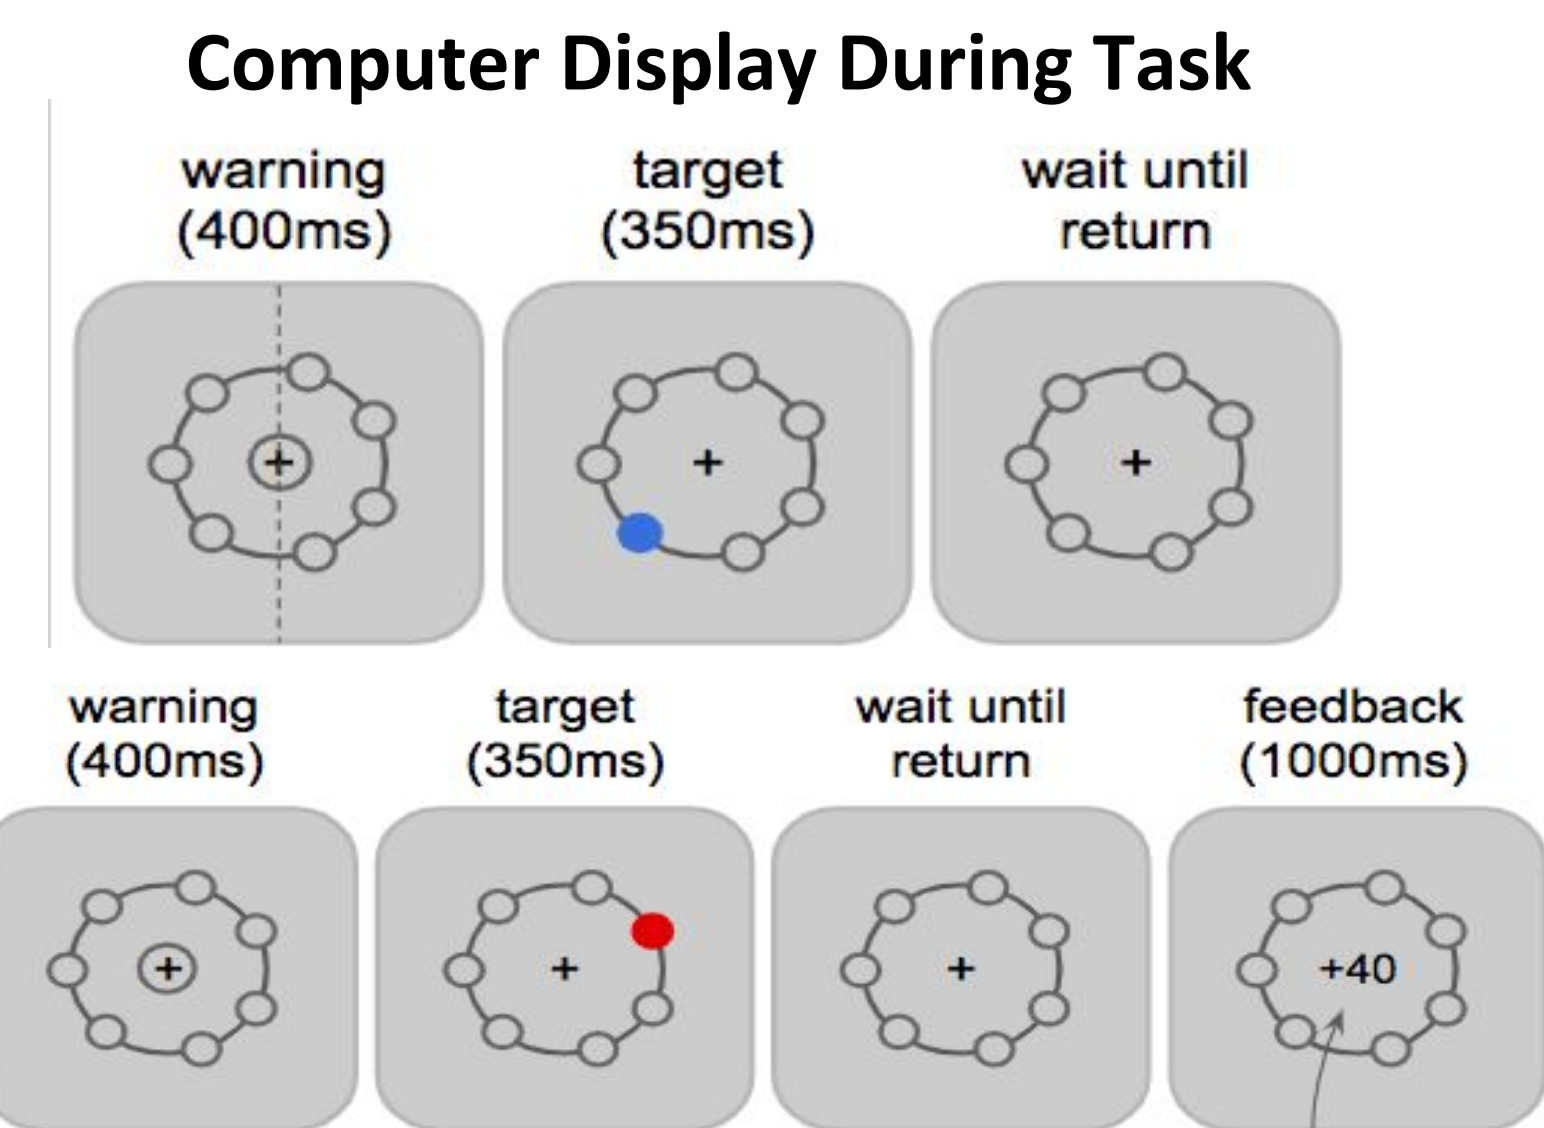 Computer Display During Task
warning
(400ms)
target
(350ms)
wait until
return
+
+
+
warning
(400ms)
target
(350ms)
wait until
return
feedback
(1000ms)
+
+
+
+40